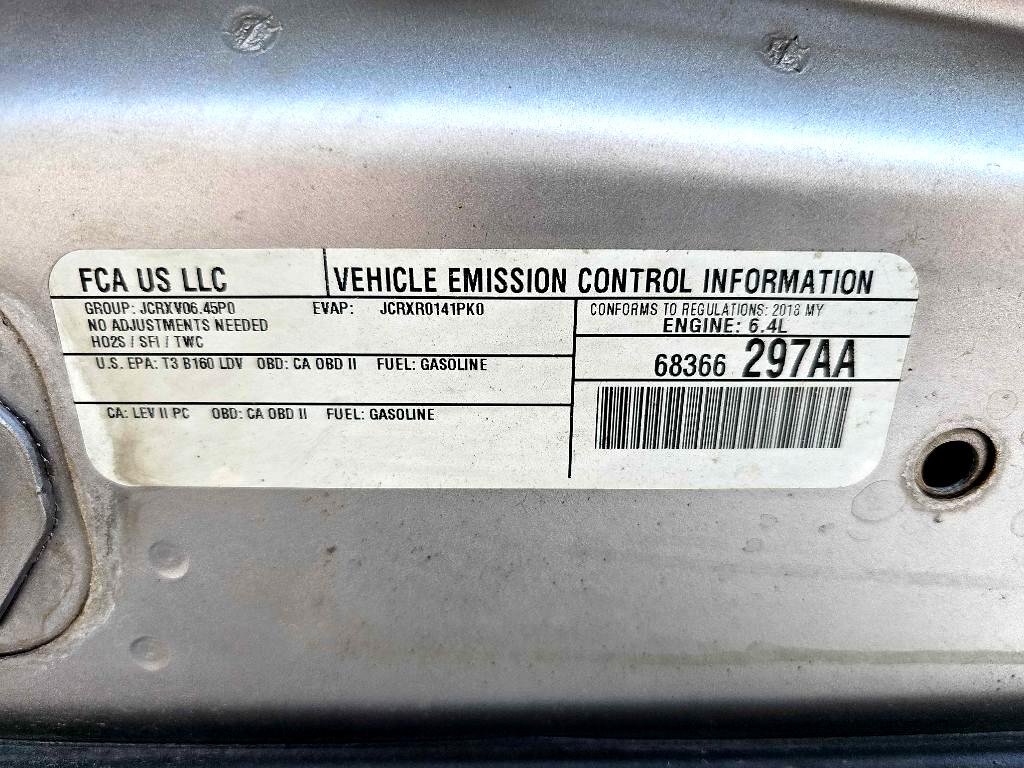 FCA US LLC
VEHICLE EMISSION CONTROL INFORMATION
GROUP: JCRXV06.45P0 EVAP: JCRXR0141PK0
NO ADJUSTMENTS NEEDED
HO2S / SFI / TWC
U.S. EPA: T3 B160 LDV OBD: CA OBD II FUEL: GASOLINE
CA: LEV II PC OBD: CA OBD II FUEL: GASOLINE
CONFORMS TO REGULATIONS: 2018 MY
ENGINE: 6.4L
68366 297AA